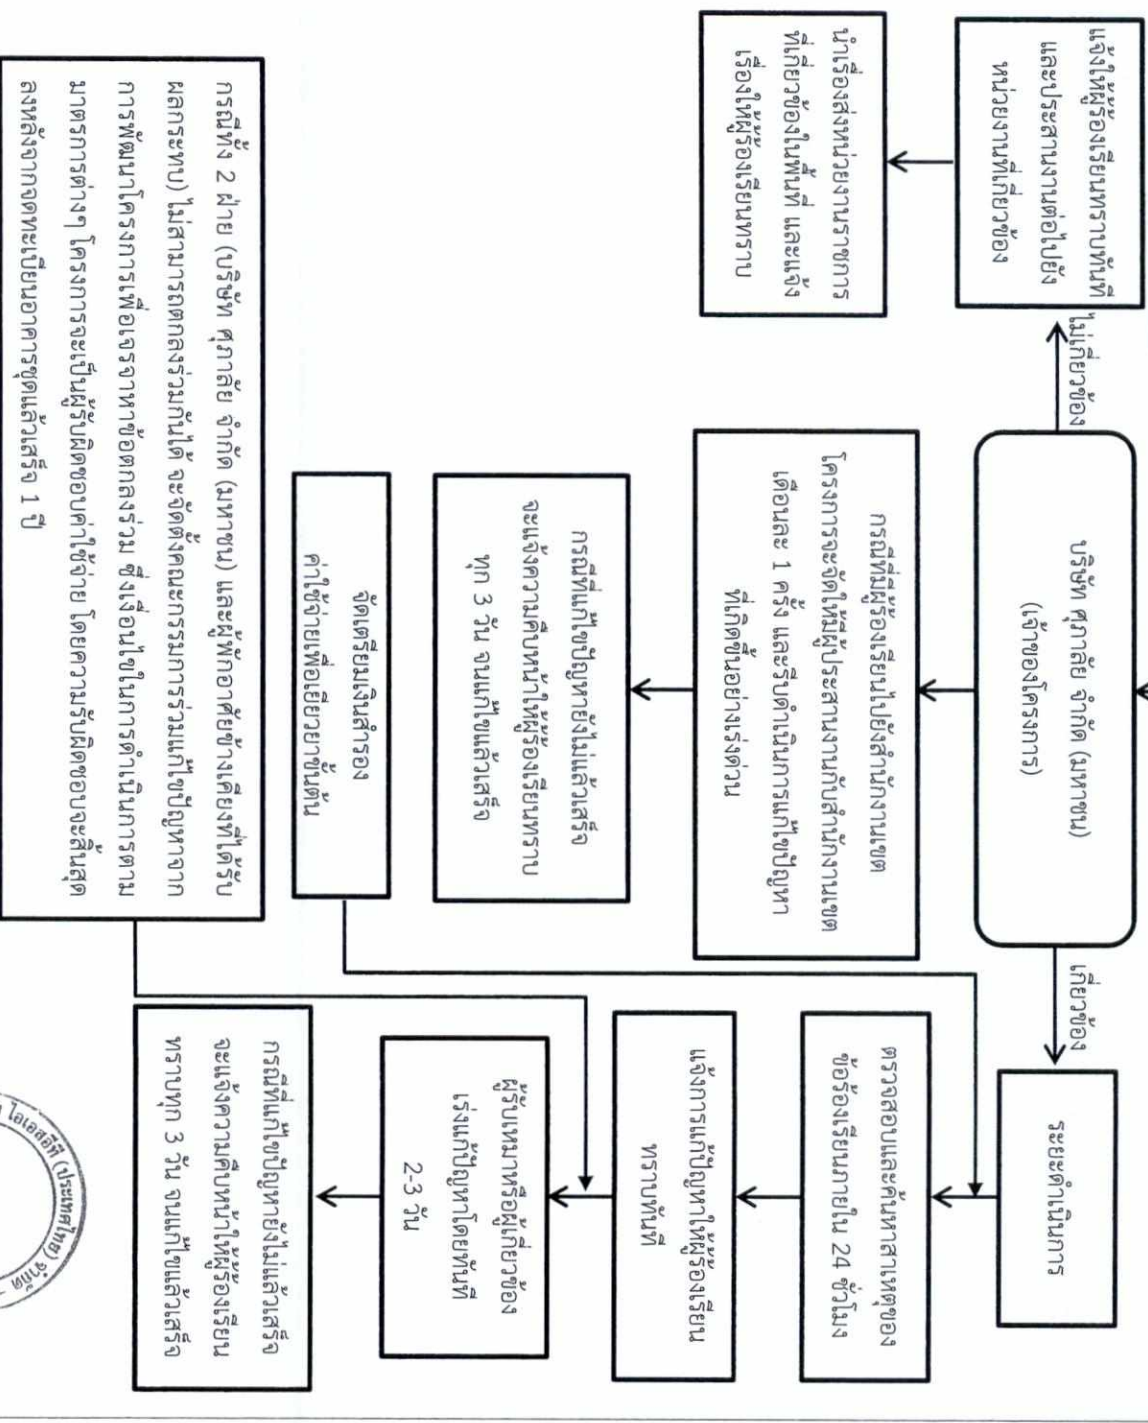 บริษัท ศุภาลัย จำกัด (มหาชน)
(เจ้าของโครงการ)
ไม่เกี่ยวข้อง
เกี่ยวข้อง
แจ้งให้ผู้ร้องเรียนทราบทันที
และประสานงานต่อไปยัง
หน่วยงานที่เกี่ยวข้อง
นำเรื่องส่งหน่วยงานราชการ
ที่เกี่ยวข้องในพื้นที่ และแจ้ง
เรื่องให้ผู้ร้องเรียนทราบ
กรณีที่มีผู้ร้องเรียนไปยังสำนักงานเขต
โครงการจะจัดให้มีผู้ประสานงานกับสำนักงานเขต
เดือนละ 1 ครั้ง และรีบดำเนินการแก้ไขปัญหา
ที่เกิดขึ้นอย่างเร่งด่วน
กรณีที่แก้ไขปัญหายังไม่แล้วเสร็จ
จะแจ้งความคืบหน้าให้ผู้ร้องเรียนทราบ
ทุก 3 วัน จนแก้ไขแล้วเสร็จ
จัดเตรียมเงินสำรอง
ค่าใช้จ่ายเพื่อเยียวยาขั้นต้น
ระยะดำเนินการ
ตรวจสอบและค้นหาสาเหตุของ
ข้อร้องเรียนภายใน 24 ชั่วโมง
แจ้งการแก้ปัญหาให้ผู้ร้องเรียน
ทราบทันที
ผู้รับเหมาหรือผู้เกี่ยวข้อง
เร่งแก้ปัญหาโดยทันที
2-3 วัน
กรณีที่แก้ไขปัญหายังไม่แล้วเสร็จ
จะแจ้งความคืบหน้าให้ผู้ร้องเรียน
ทราบทุก 3 วัน จนแก้ไขแล้วเสร็จ
กรณีทั้ง 2 ฝ่าย (บริษัท ศุภาลัย จำกัด (มหาชน) และผู้พักอาศัยข้างเคียงที่ได้รับ
ผลกระทบ) ไม่สามารถตกลงร่วมกันได้ จะจัดตั้งคณะกรรมการร่วมแก้ไขปัญหาจาก
การพัฒนาโครงการเพื่อเจรจาหาข้อตกลงร่วม ซึ่งเงื่อนไขในการดำเนินการตาม
มาตรการต่างๆ โครงการจะเป็นผู้รับผิดชอบค่าใช้จ่าย โดยความรับผิดชอบจะสิ้นสุด
ลงหลังจากจดทะเบียนอาคารชุดแล้วเสร็จ 1 ปี
ไอเอสอีที (ประเทศไทย) จำกัด